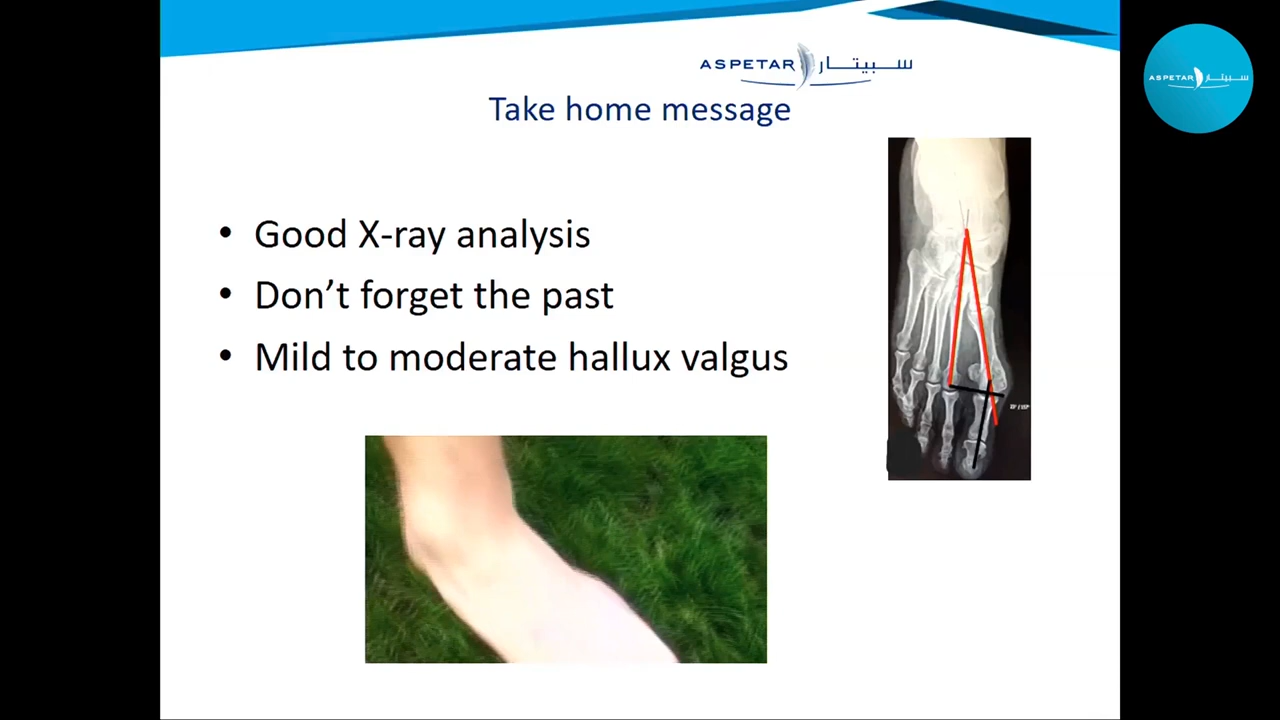 ASPETAR سبيتار
ASPETAR سبيتار
Take home message
• Good X-ray analysis
• Don't forget the past
• Mild to moderate hallux valgus